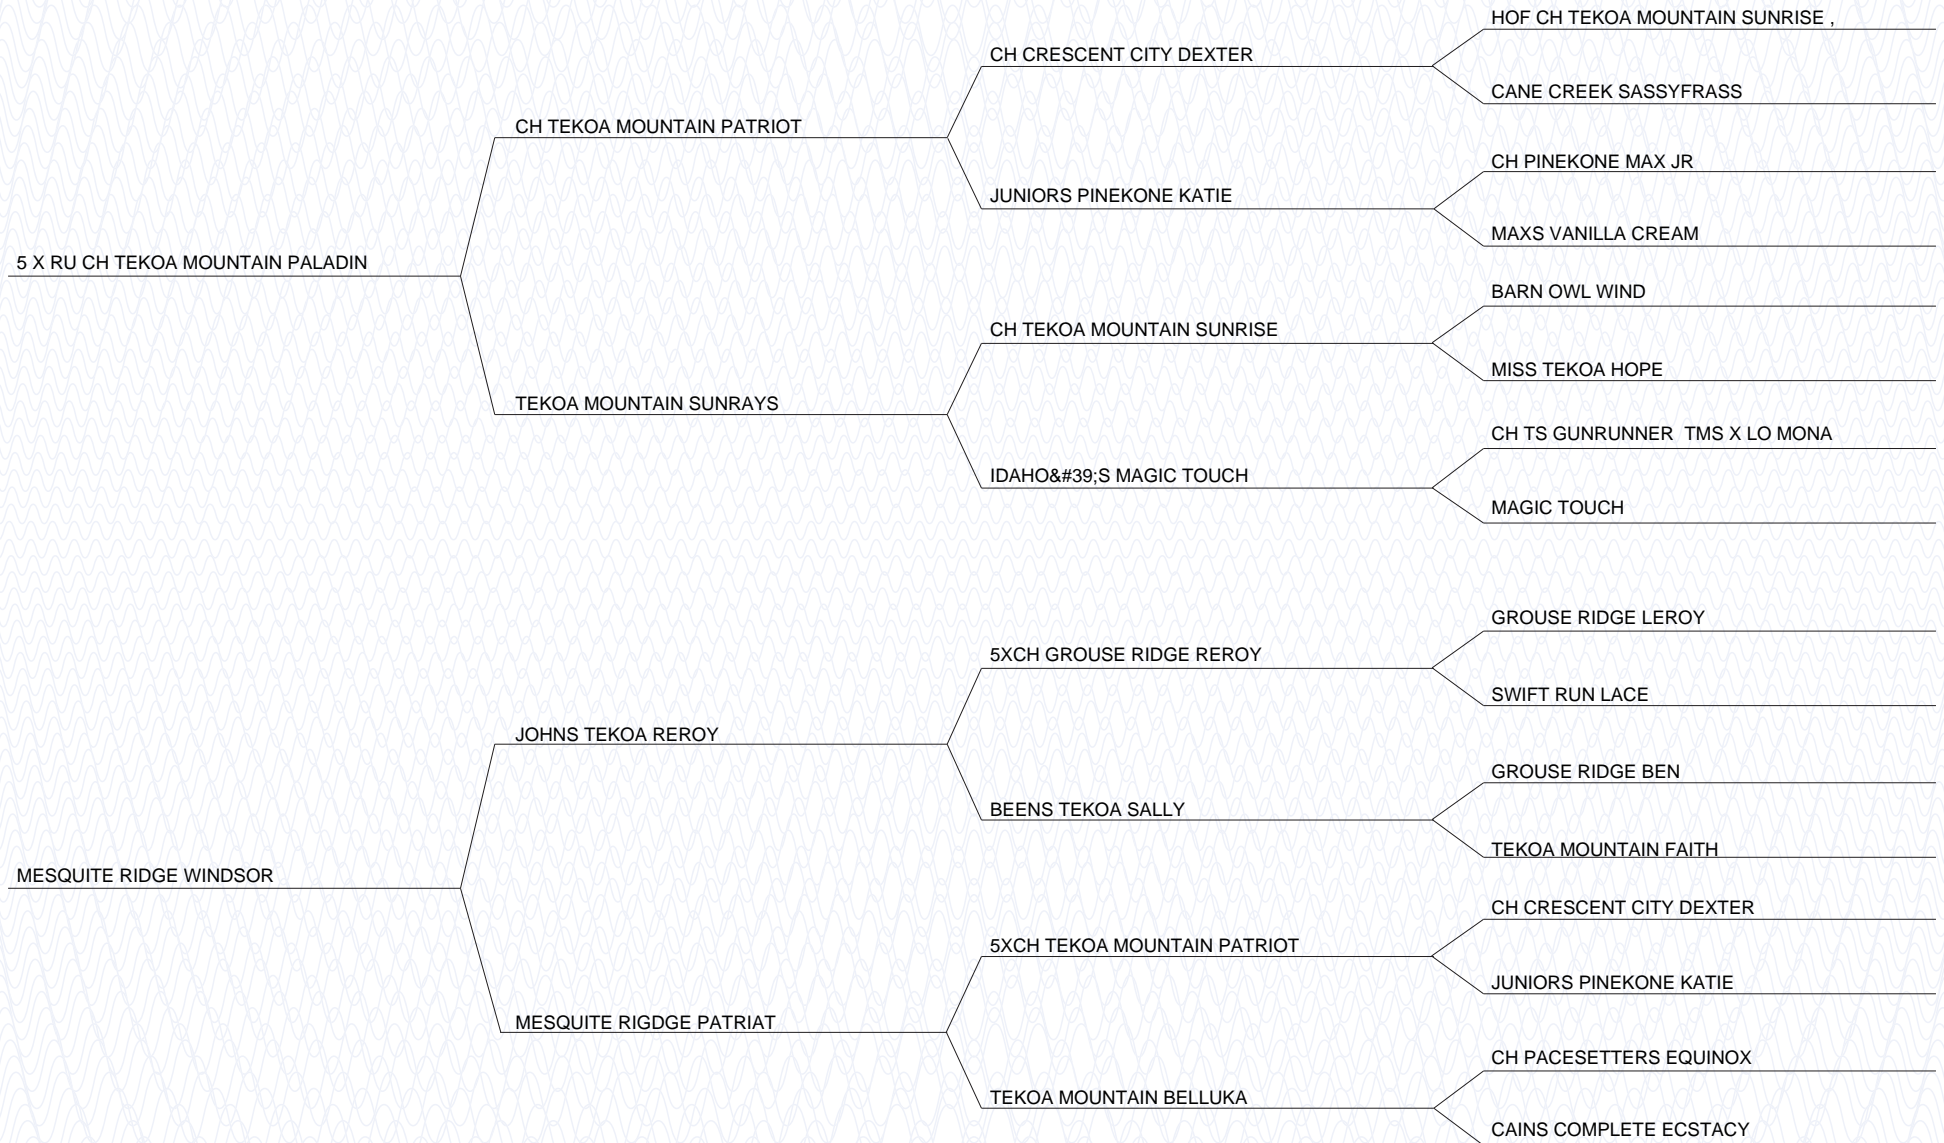 HOF CH TEKOA MOUNTAIN SUNRISE ,
CH CRESCENT CITY DEXTER
CANE CREEK SASSYFRASS
CH TEKOA MOUNTAIN PATRIOT
CH PINEKONE MAX JR
JUNIORS PINEKONE KATIE
MAXS VANILLA CREAM
5 X RU CH TEKOA MOUNTAIN PALADIN
BARN OWL WIND
CH TEKOA MOUNTAIN SUNRISE
MISS TEKOA HOPE
TEKOA MOUNTAIN SUNRAYS
CH TS GUNRUNNER  TMS X LO MONA
IDAHO&#39;S MAGIC TOUCH
MAGIC TOUCH
GROUSE RIDGE LEROY
5XCH GROUSE RIDGE REROY
SWIFT RUN LACE
JOHNS TEKOA REROY
GROUSE RIDGE BEN
BEENS TEKOA SALLY
TEKOA MOUNTAIN FAITH
MESQUITE RIDGE WINDSOR
CH CRESCENT CITY DEXTER
5XCH TEKOA MOUNTAIN PATRIOT
JUNIORS PINEKONE KATIE
MESQUITE RIGDGE PATRIAT
CH PACESETTERS EQUINOX
TEKOA MOUNTAIN BELLUKA
CAINS COMPLETE ECSTACY